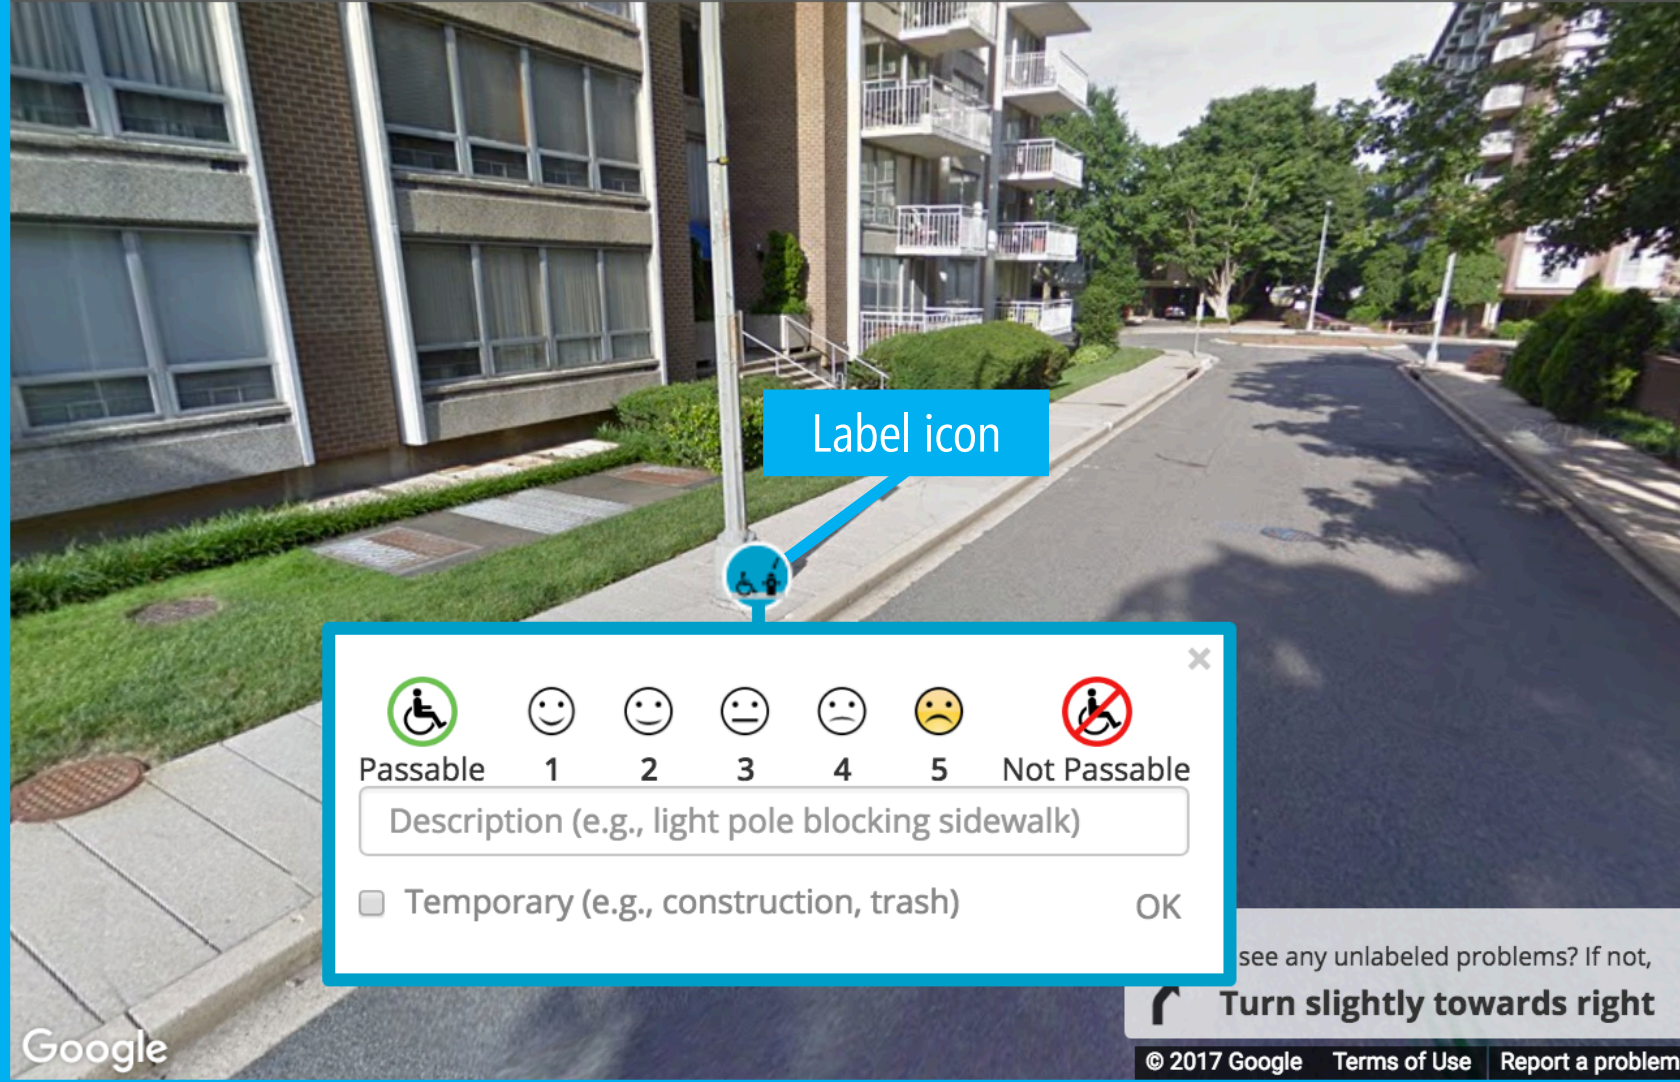 Label icon
Passable 1 2 3 4 5 Not Passable
Description (e.g., light pole blocking sidewalk)
Temporary (e.g., construction, trash)
OK
see any unlabeled problems? If not,
Turn slightly towards right
Google
© 2017 Google Terms of Use Report a problem